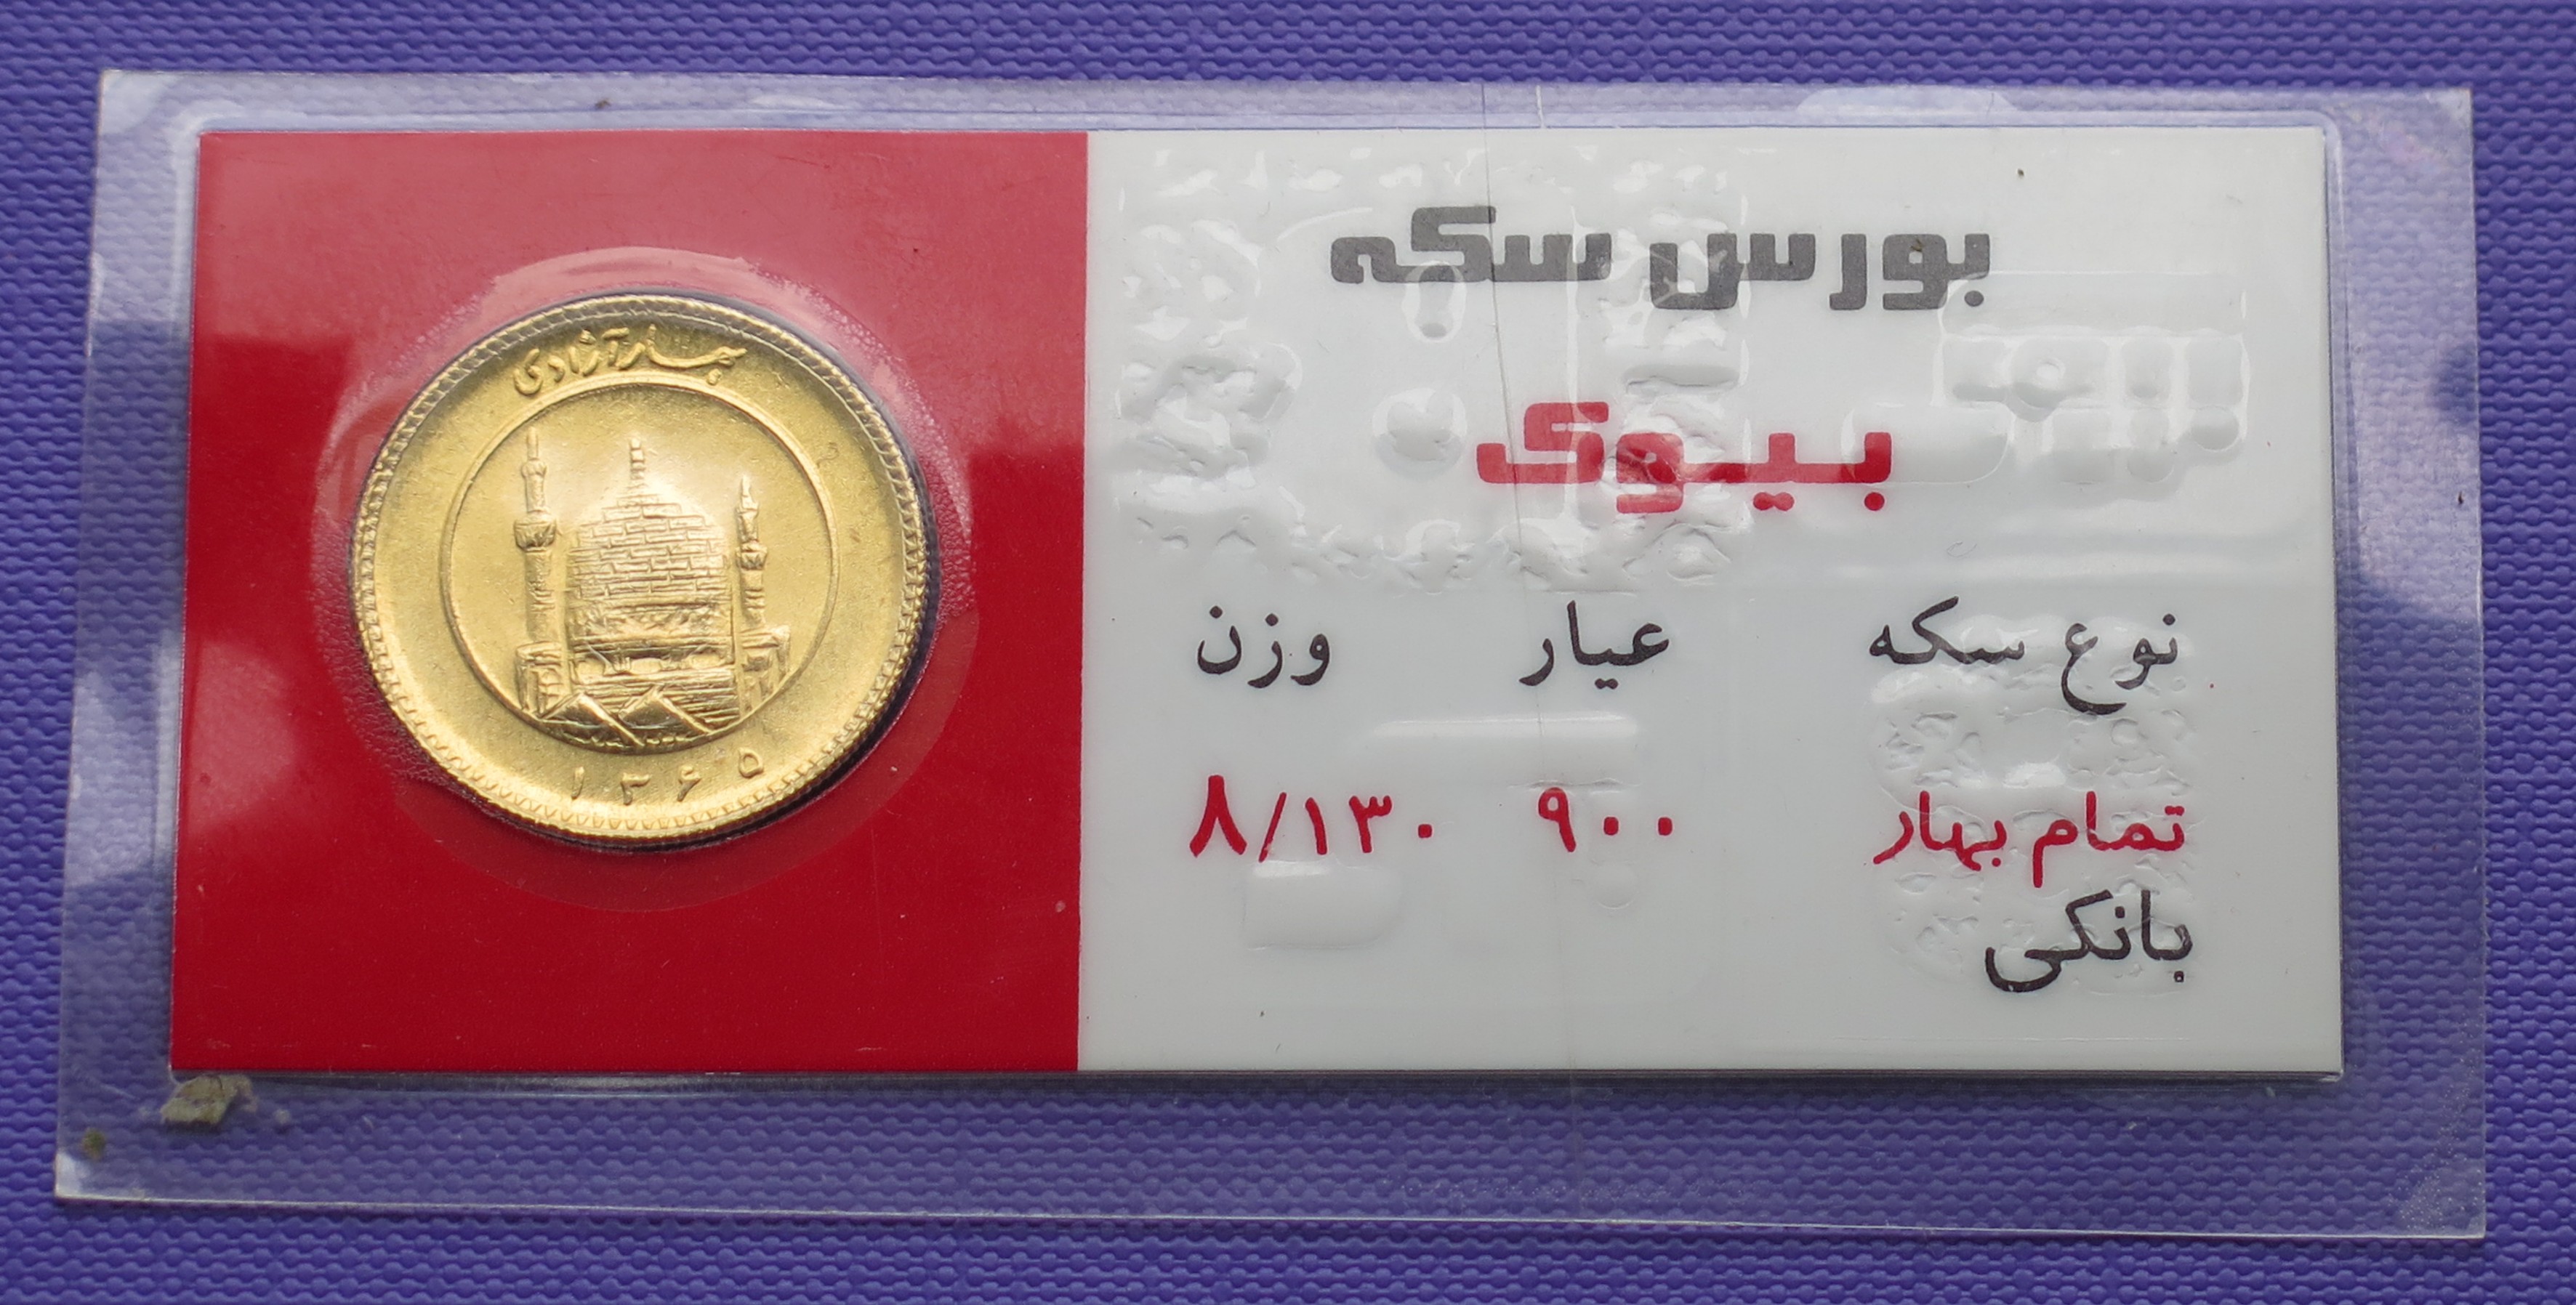 بهار آزادی
۱۳۶۵
بورس سکه
بیوک
نوع سکه عیار وزن
تمام بهار ۹۰۰ ۸/۱۳۰
بانکی